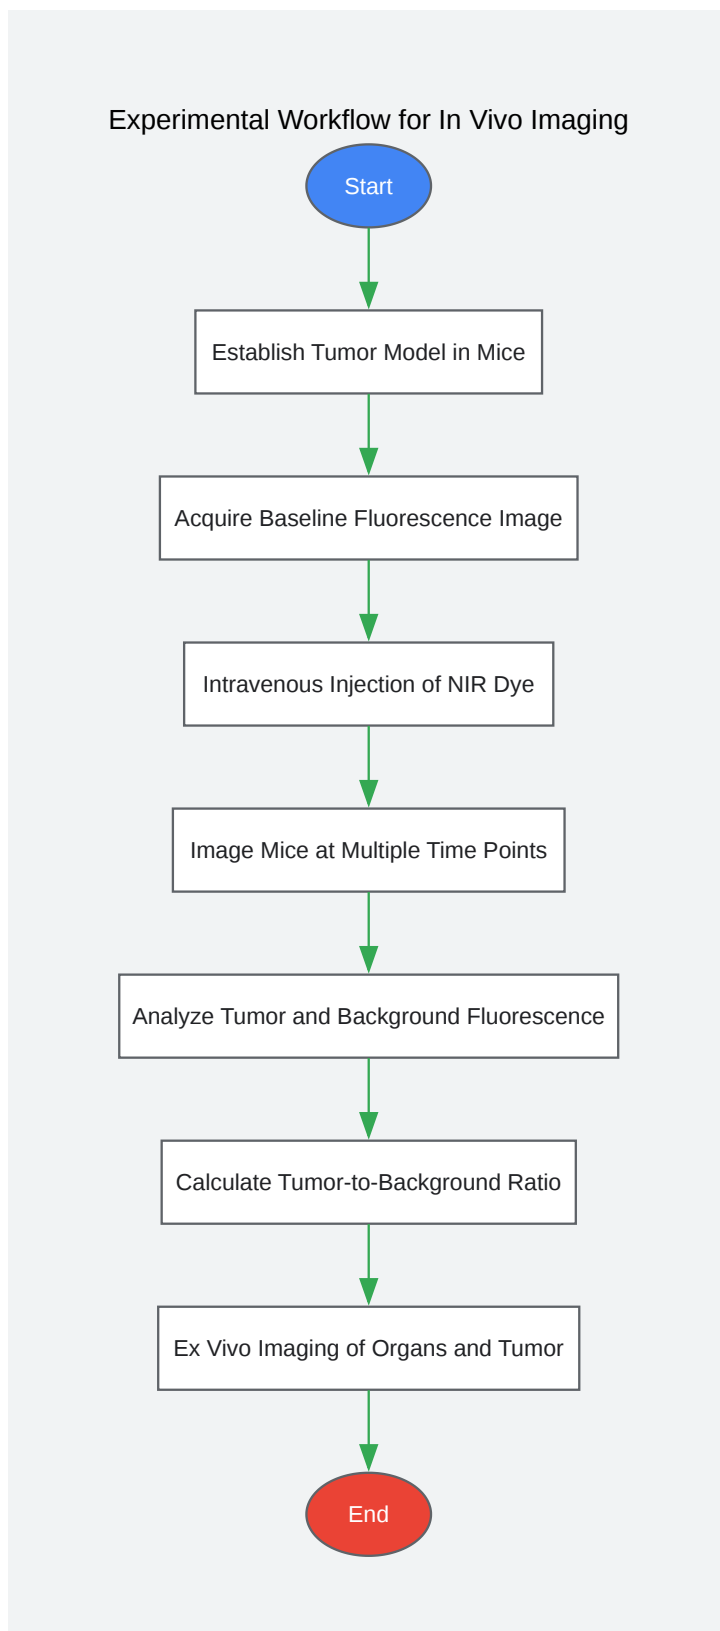 Experimental Workflow for In Vivo Imaging
Start
Establish Tumor Model in Mice
Acquire Baseline Fluorescence Image
Intravenous Injection of NIR Dye
Image Mice at Multiple Time Points
Analyze Tumor and Background Fluorescence
Calculate Tumor-to-Background Ratio
Ex Vivo Imaging of Organs and Tumor
End